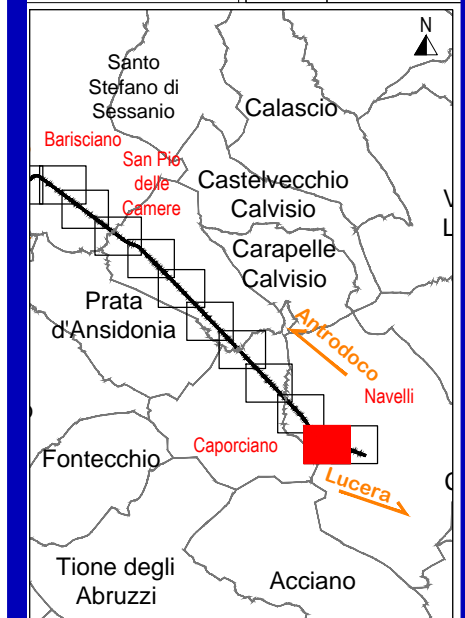 N
Santo
Stefano di
Sessanio
Calascio
Barisciano
San Pio
delle
Camere
Castelvecchio
Calvisio
Carapelle
Calvisio
Prata
d'Ansidonia
Antrodoco
Navelli
Caporciano
Fontecchio
Lucera
Tione degli
Abruzzi
Acciano